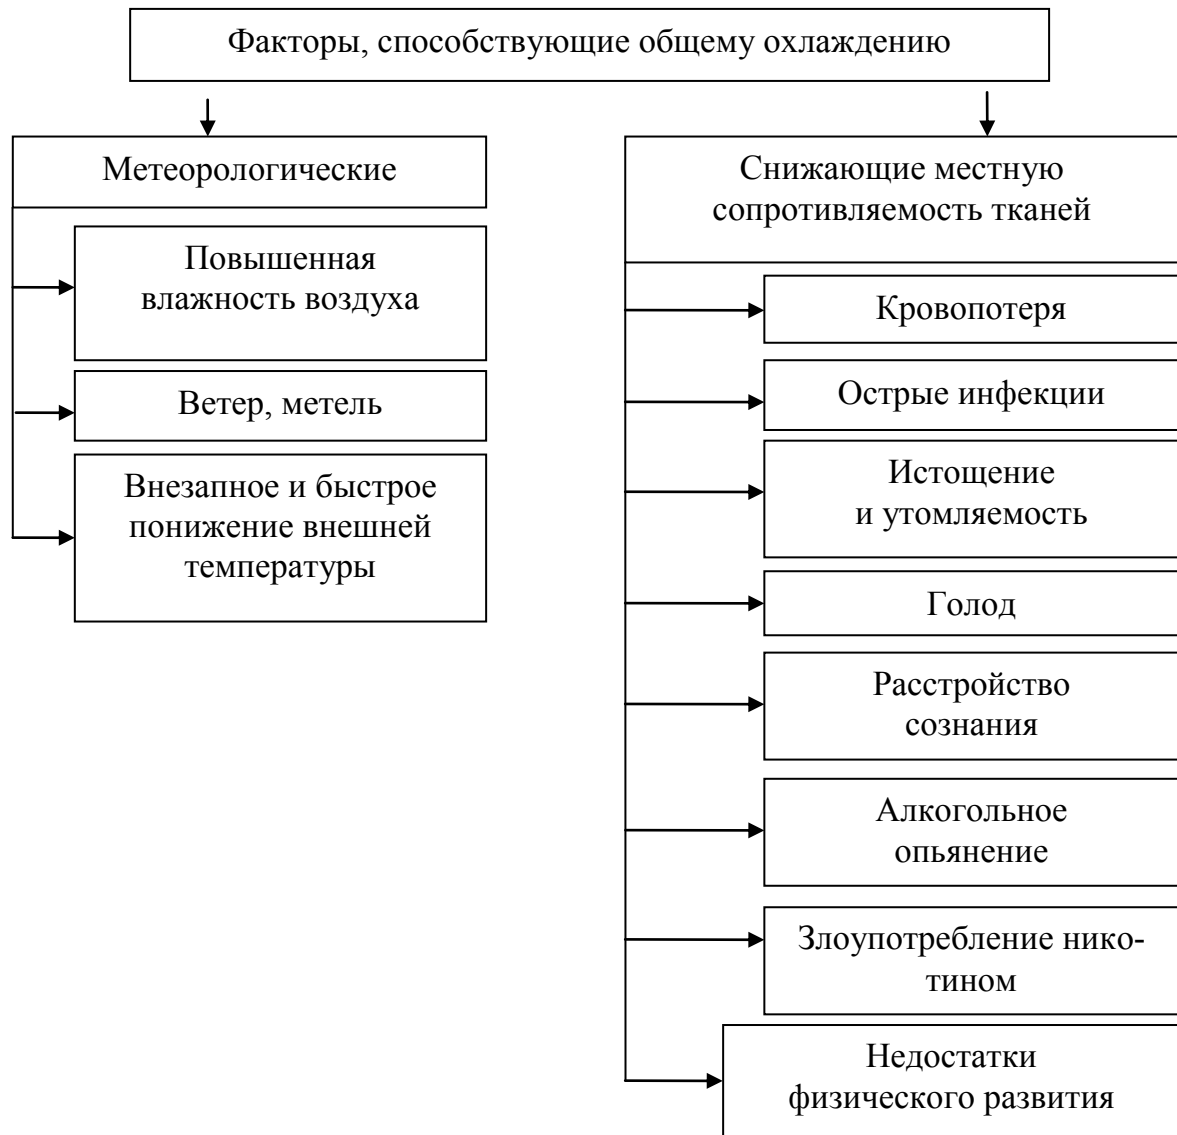 Факторы, способствующие общему охлаждению
Метеорологические
Повышенная
влажность воздуха
Ветер, метель
Внезапное и быстрое
понижение внешней
температуры
Снижающие местную
сопротивляемость тканей
Кровопотеря
Острые инфекции
Истощение
и утомляемость
Голод
Расстройство
сознания
Алкогольное
опьянение
Злоупотребление нико-
тином
Недостатки
физического развития